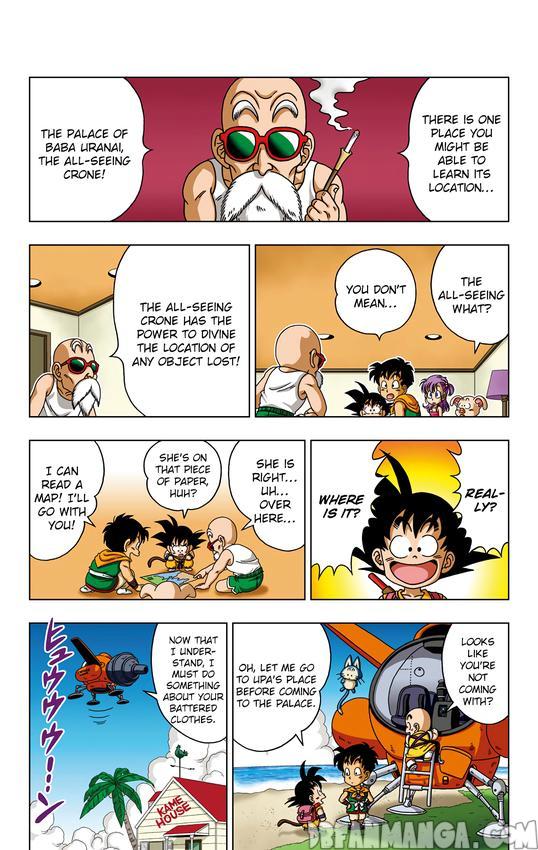 THERE IS ONE
PLACE YOU
MIGHT BE
ABLE TO
LEARN ITS
LOCATION...
THE PALACE OF
BABA URANAI,
THE ALL-SEEING
CRONE!
THE
ALL-SEEING
WHAT?
YOU DON'T
MEAN...
THE ALL-SEEING
CRONE HAS THE
POWER TO DIVINE
THE LOCATION OF
ANY OBJECT LOST!
REAL-
LY?
WHERE
IS IT?
SHE IS
RIGHT...
UH...
OVER
HERE...
SHE'S ON
THAT PIECE
OF PAPER,
HUH?
I CAN
READ A
MAP! I'LL
GO WITH
YOU!
LOOKS
LIKE
YOU'RE
NOT
COMING
WITH?
OH, LET ME GO
TO UPA'S PLACE
BEFORE COMING
TO THE PALACE.
NOW THAT
I UNDER-
STAND, I
MUST DO
SOMETHING
ABOUT YOUR
BATTERED
CLOTHES.
ヒュウウウウーン
KAME
HOUSE
DBFANMANGA.COM